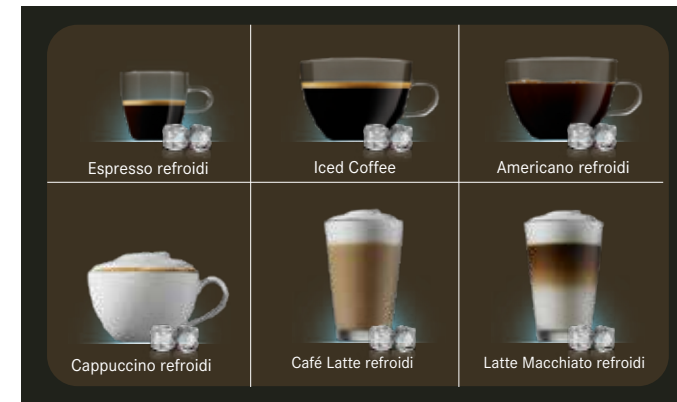 Espresso refroidi
Iced Coffee
Americano refroidi
Cappuccino refroidi
Café Latte refroidi
Latte Macchiato refroidi